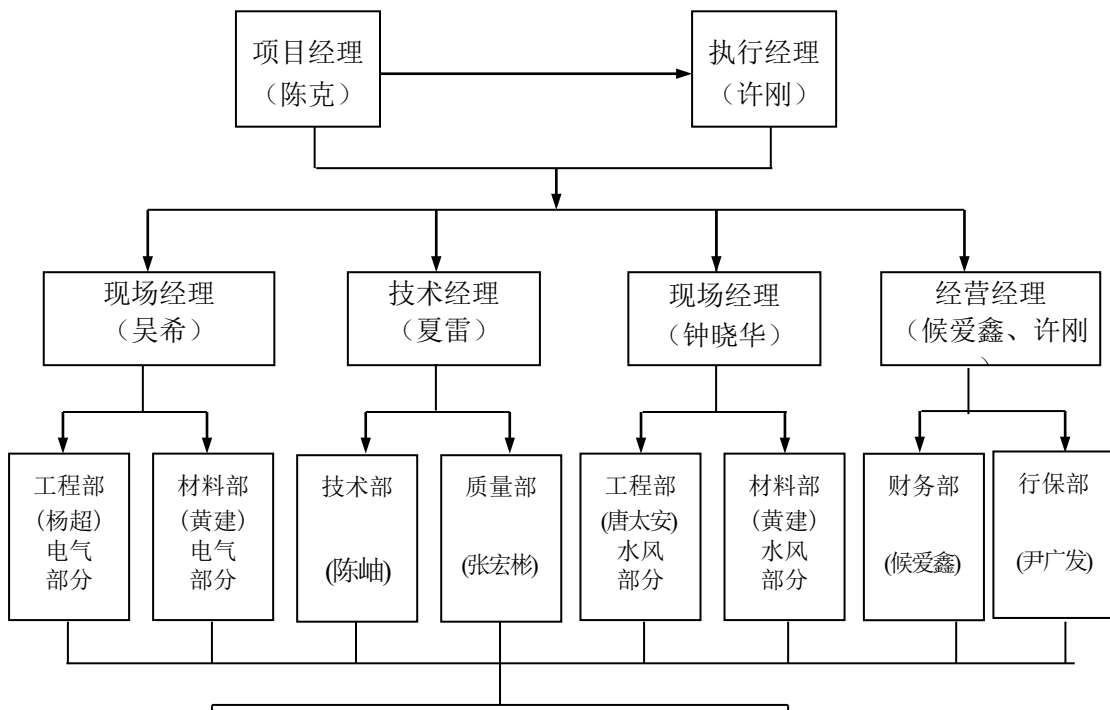 项目经理
（陈克）
执行经理
（许刚）
现场经理
（吴希）
技术经理
（夏雷）
现场经理
（钟晓华）
经营经理
（候爱鑫、许刚
）
工程部
（杨超）
电气
部分
材料部
（黄建）
电气
部分
技术部
(陈岫)
质量部
(张宏彬)
工程部
(唐太安)
水风
部分
材料部
（黄建）
水风
部分
财务部
(候爱鑫)
行保部
(尹广发)